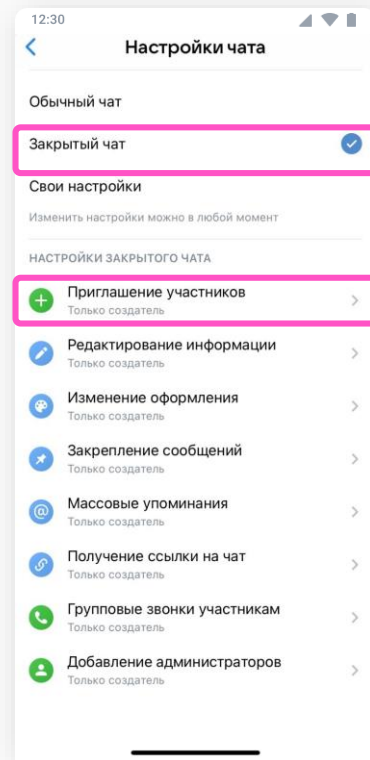 12:30
Настройки чата
Обычный чат
Закрытый чат
Свои настройки
Изменить настройки можно в любой момент
НАСТРОЙКИ ЗАКРЫТОГО ЧАТА
Приглашение участников
Только создатель
Редактирование информации
Только создатель
Изменение оформления
Только создатель
Закрепление сообщений
Только создатель
Массовые упоминания
Только создатель
Получение ссылки на чат
Только создатель
Групповые звонки участникам
Только создатель
Добавление администраторов
Только создатель